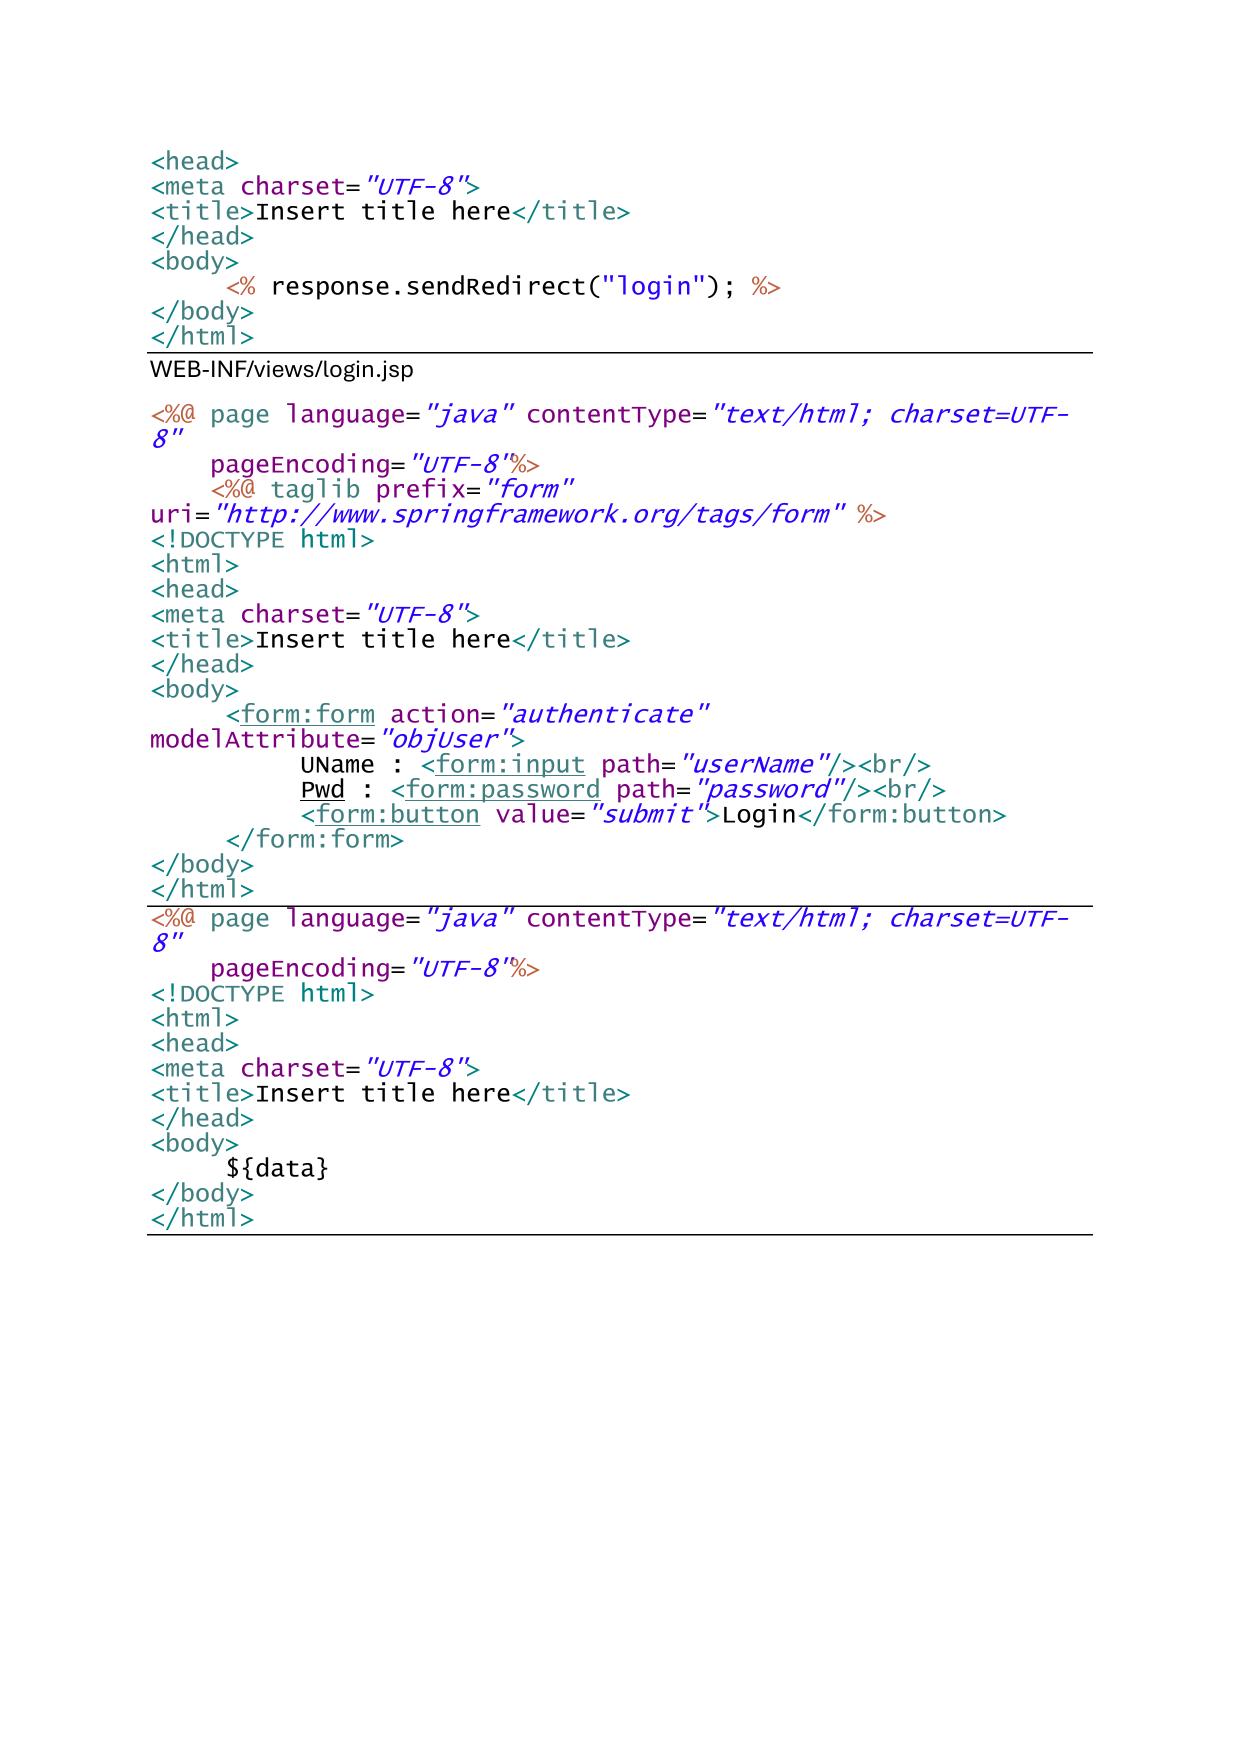 <head>
<meta charset="UTF-8">
<title>Insert title here</title>
</head>
<body>
<% response.sendRedirect("login"); %>
</body>
</html>
WEB-INF/views/login.jsp
<%@ page language="java" contentType="text/html; charset=UTF-
8"
pageEncoding="UTF-8"%>
<%@ taglib prefix="form"
uri="http://www.springframework.org/tags/form" %>
<!DOCTYPE html>
<html>
<head>
<meta charset="UTF-8">
<title>Insert title here</title>
</head>
<body>
<form:form action="authenticate"
modelAttribute="objUser">
UName : <form:input path="userName"/><br/>
Pwd : <form:password path="password"/><br/>
<form:button value="submit">Login</form:button>
</form:form>
</body>
</html>
<%@ page language="java" contentType="text/html; charset=UTF-
8"
pageEncoding="UTF-8"%>
<!DOCTYPE html>
<html>
<head>
<meta charset="UTF-8">
<title>Insert title here</title>
</head>
<body>
${data}
</body>
</html>